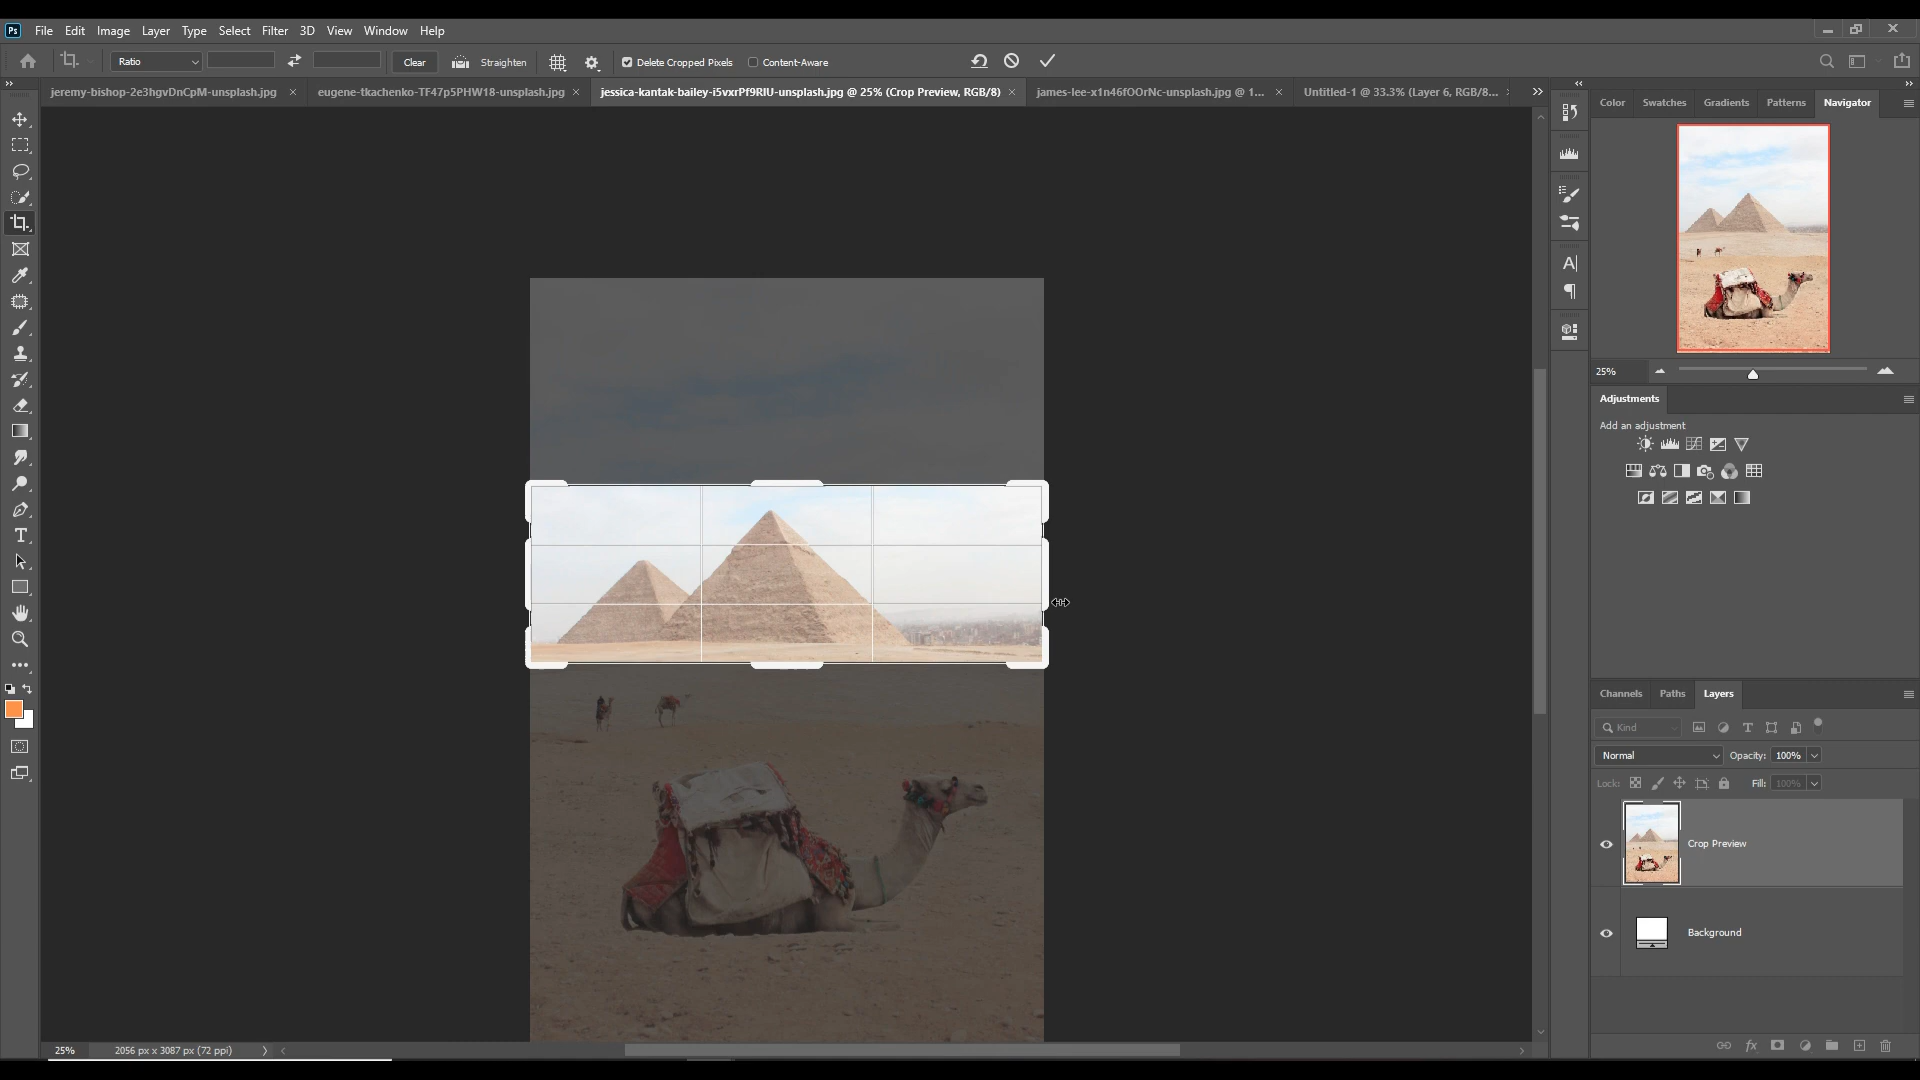 Ps File Edit Image Layer Type Select Filter 3D View Window Help
Ratio Clear Straighten Delete Cropped Pixels Content-Aware
jeremy-bishop-2e3hgvDnCpM-unsplash.jpg × eugene-tkachenko-TF47p5PHW18-unsplash.jpg × jessica-kantak-bailey-i5vxrPf9RIU-unsplash.jpg @ 25% (Crop Preview, RGB/8) × james-lee-x1n46fOOrNc-unsplash.jpg @ 1... × Untitled-1 @ 33.3% (Layer 6, RGB/8...
Color Swatches Gradients Patterns Navigator
25%
Adjustments
Add an adjustment
Channels Paths Layers
Kind
Normal Opacity: 100%
Lock: Fill: 100%
Crop Preview
Background
25% 2056 px x 3087 px (72 ppi)